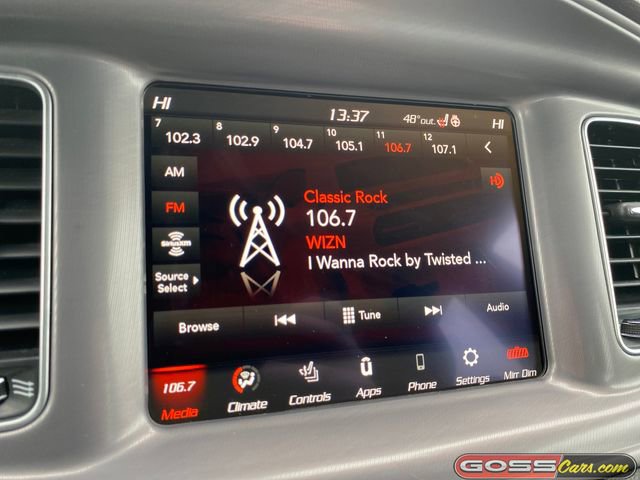 HI 13:37 48° out. HI
7 8 9 10 11 12
102.3 102.9 104.7 105.1 106.7 107.1
AM
FM
SiriusXM
Source Select
Classic Rock
106.7
WIZN
I Wanna Rock by Twisted ...
Browse Tune Audio
106.7
Media Climate Controls Apps Phone Settings Mirr Dim
GOSSCars.com